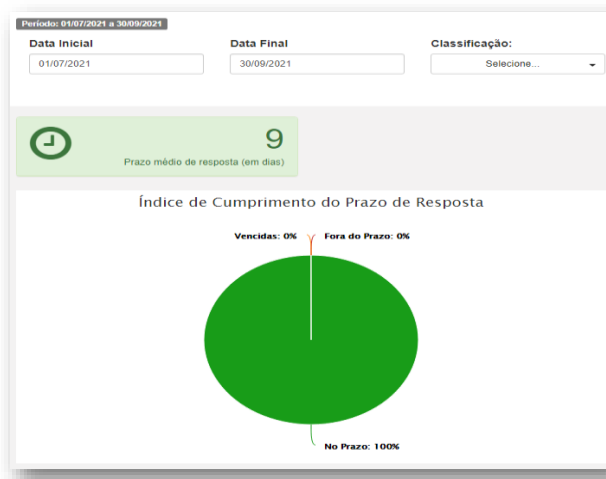 Período: 01/07/2021 a 30/09/2021
Data Inicial Data Final Classificação:
01/07/2021 30/09/2021 Selecione...
9
Prazo médio de resposta (em dias)
Índice de Cumprimento do Prazo de Resposta
Vencidas: 0% Fora do Prazo: 0%
No Prazo: 100%